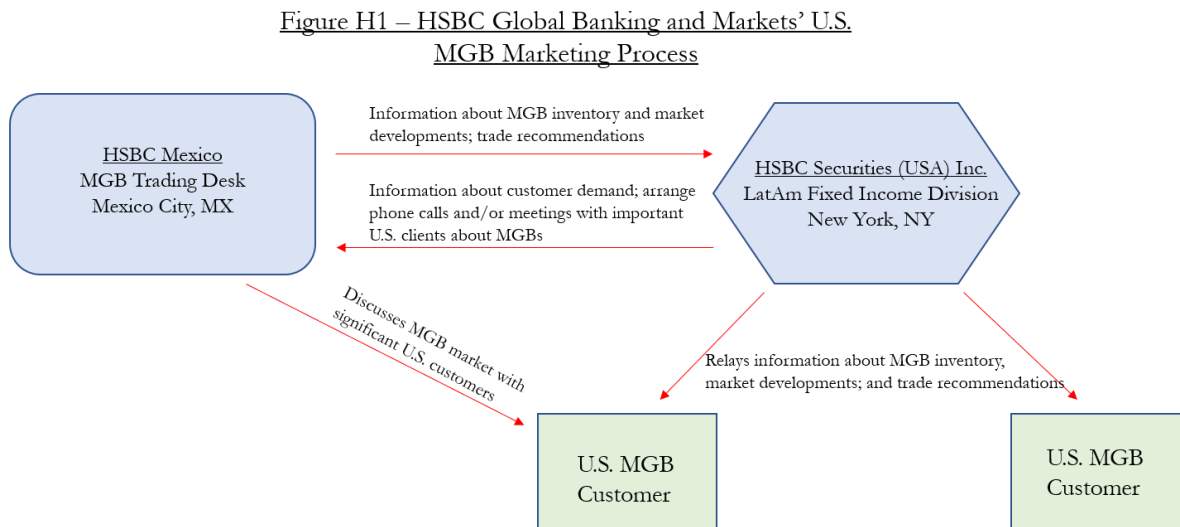 Figure H1 – HSBC Global Banking and Markets’ U.S.
MGB Marketing Process
Information about MGB inventory and market
developments; trade recommendations
HSBC Mexico
MGB Trading Desk
Mexico City, MX
HSBC Securities (USA) Inc.
LatAm Fixed Income Division
New York, NY
Information about customer demand; arrange
phone calls and/or meetings with important
U.S. clients about MGBs
Discusses MGB market with
significant U.S. customers
Relays information about MGB inventory,
market developments; and trade recommendations
U.S. MGB
Customer
U.S. MGB
Customer